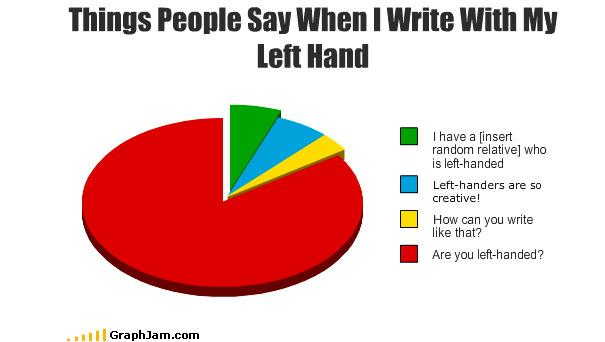 Things People Say When I Write With My
Left Hand
I have a [insert
random relative] who
is left-handed
Left-handers are so
creative!
How can you write
like that?
Are you left-handed?
GraphJam.com